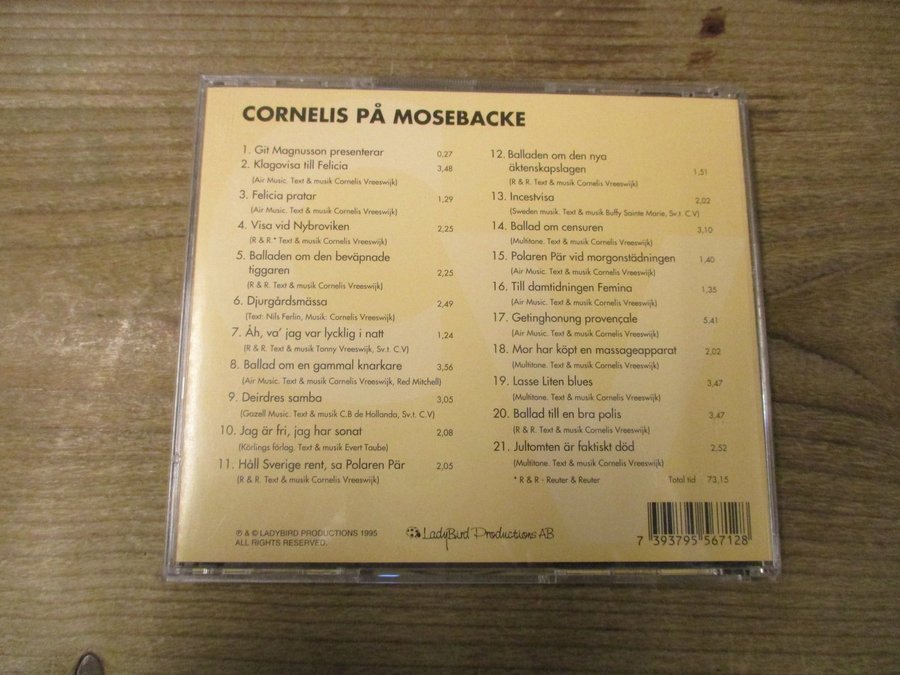 CORNELIS PÅ MOSEBACKE
1. Git Magnusson presenterar 0,27
2. Klagovisa till Felicia 3,48
(Air Music. Text & musik Cornelis Vreeswijk)
3. Felicia pratar 1,29
(Air Music. Text & musik Cornelis Vreeswijk)
4. Visa vid Nybroviken 2,25
(R & R.* Text & musik Cornelis Vreeswijk)
5. Balladen om den beväpnade
tiggaren 2,25
(R & R. Text & musik Cornelis Vreeswijk)
6. Djurgårdsmässa 2,49
(Text: Nils Ferlin, Musik: Cornelis Vreeswijk)
7. Åh, va' jag var lycklig i natt 1,24
(R & R. Text & musik Tonny Vreeswijk, Sv.t. C.V)
8. Ballad om en gammal knarkare 3,56
(Air Music. Text & musik Cornelis Vreeswijk, Red Mitchell)
9. Deirdres samba 3,05
(Gazell Music. Text & musik C.B de Hollanda, Sv.t. C.V)
10. Jag är fri, jag har sonat 2,08
(Körlings förlag. Text & musik Evert Taube)
11. Håll Sverige rent, sa Polaren Pär 2,05
(R & R. Text & musik Cornelis Vreeswijk)
12. Balladen om den nya
äktenskapslagen 1,51
(R & R. Text & musik Cornelis Vreeswijk)
13. Incestvisa 2,02
(Sweden musik. Text & musik Buffy Sainte Marie, Sv.t. C.V)
14. Ballad om censuren 3,10
(Multitone. Text & musik Cornelis Vreeswijk)
15. Polaren Pär vid morgonstädningen 1,40
(Air Music. Text & musik Cornelis Vreeswijk)
16. Till damtidningen Femina 1,35
(Air Music. Text & musik Cornelis Vreeswijk)
17. Getinghonung provençale 5,41
(Air Music. Text & musik Cornelis Vreeswijk)
18. Mor har köpt en massageapparat 2,02
(Multitone. Text & musik Cornelis Vreeswijk)
19. Lasse Liten blues 3,47
(Multitone. Text & musik Cornelis Vreeswijk)
20. Ballad till en bra polis 3,47
(R & R. Text & musik Cornelis Vreeswijk)
21. Jultomten är faktiskt död 2,52
(Multitone. Text & musik Cornelis Vreeswijk)
* R & R - Reuter & Reuter Total tid 73,15
℗ & © LADYBIRD PRODUCTIONS 1995
ALL RIGHTS RESERVED.
LadyBird Productions AB
7 393795 567128